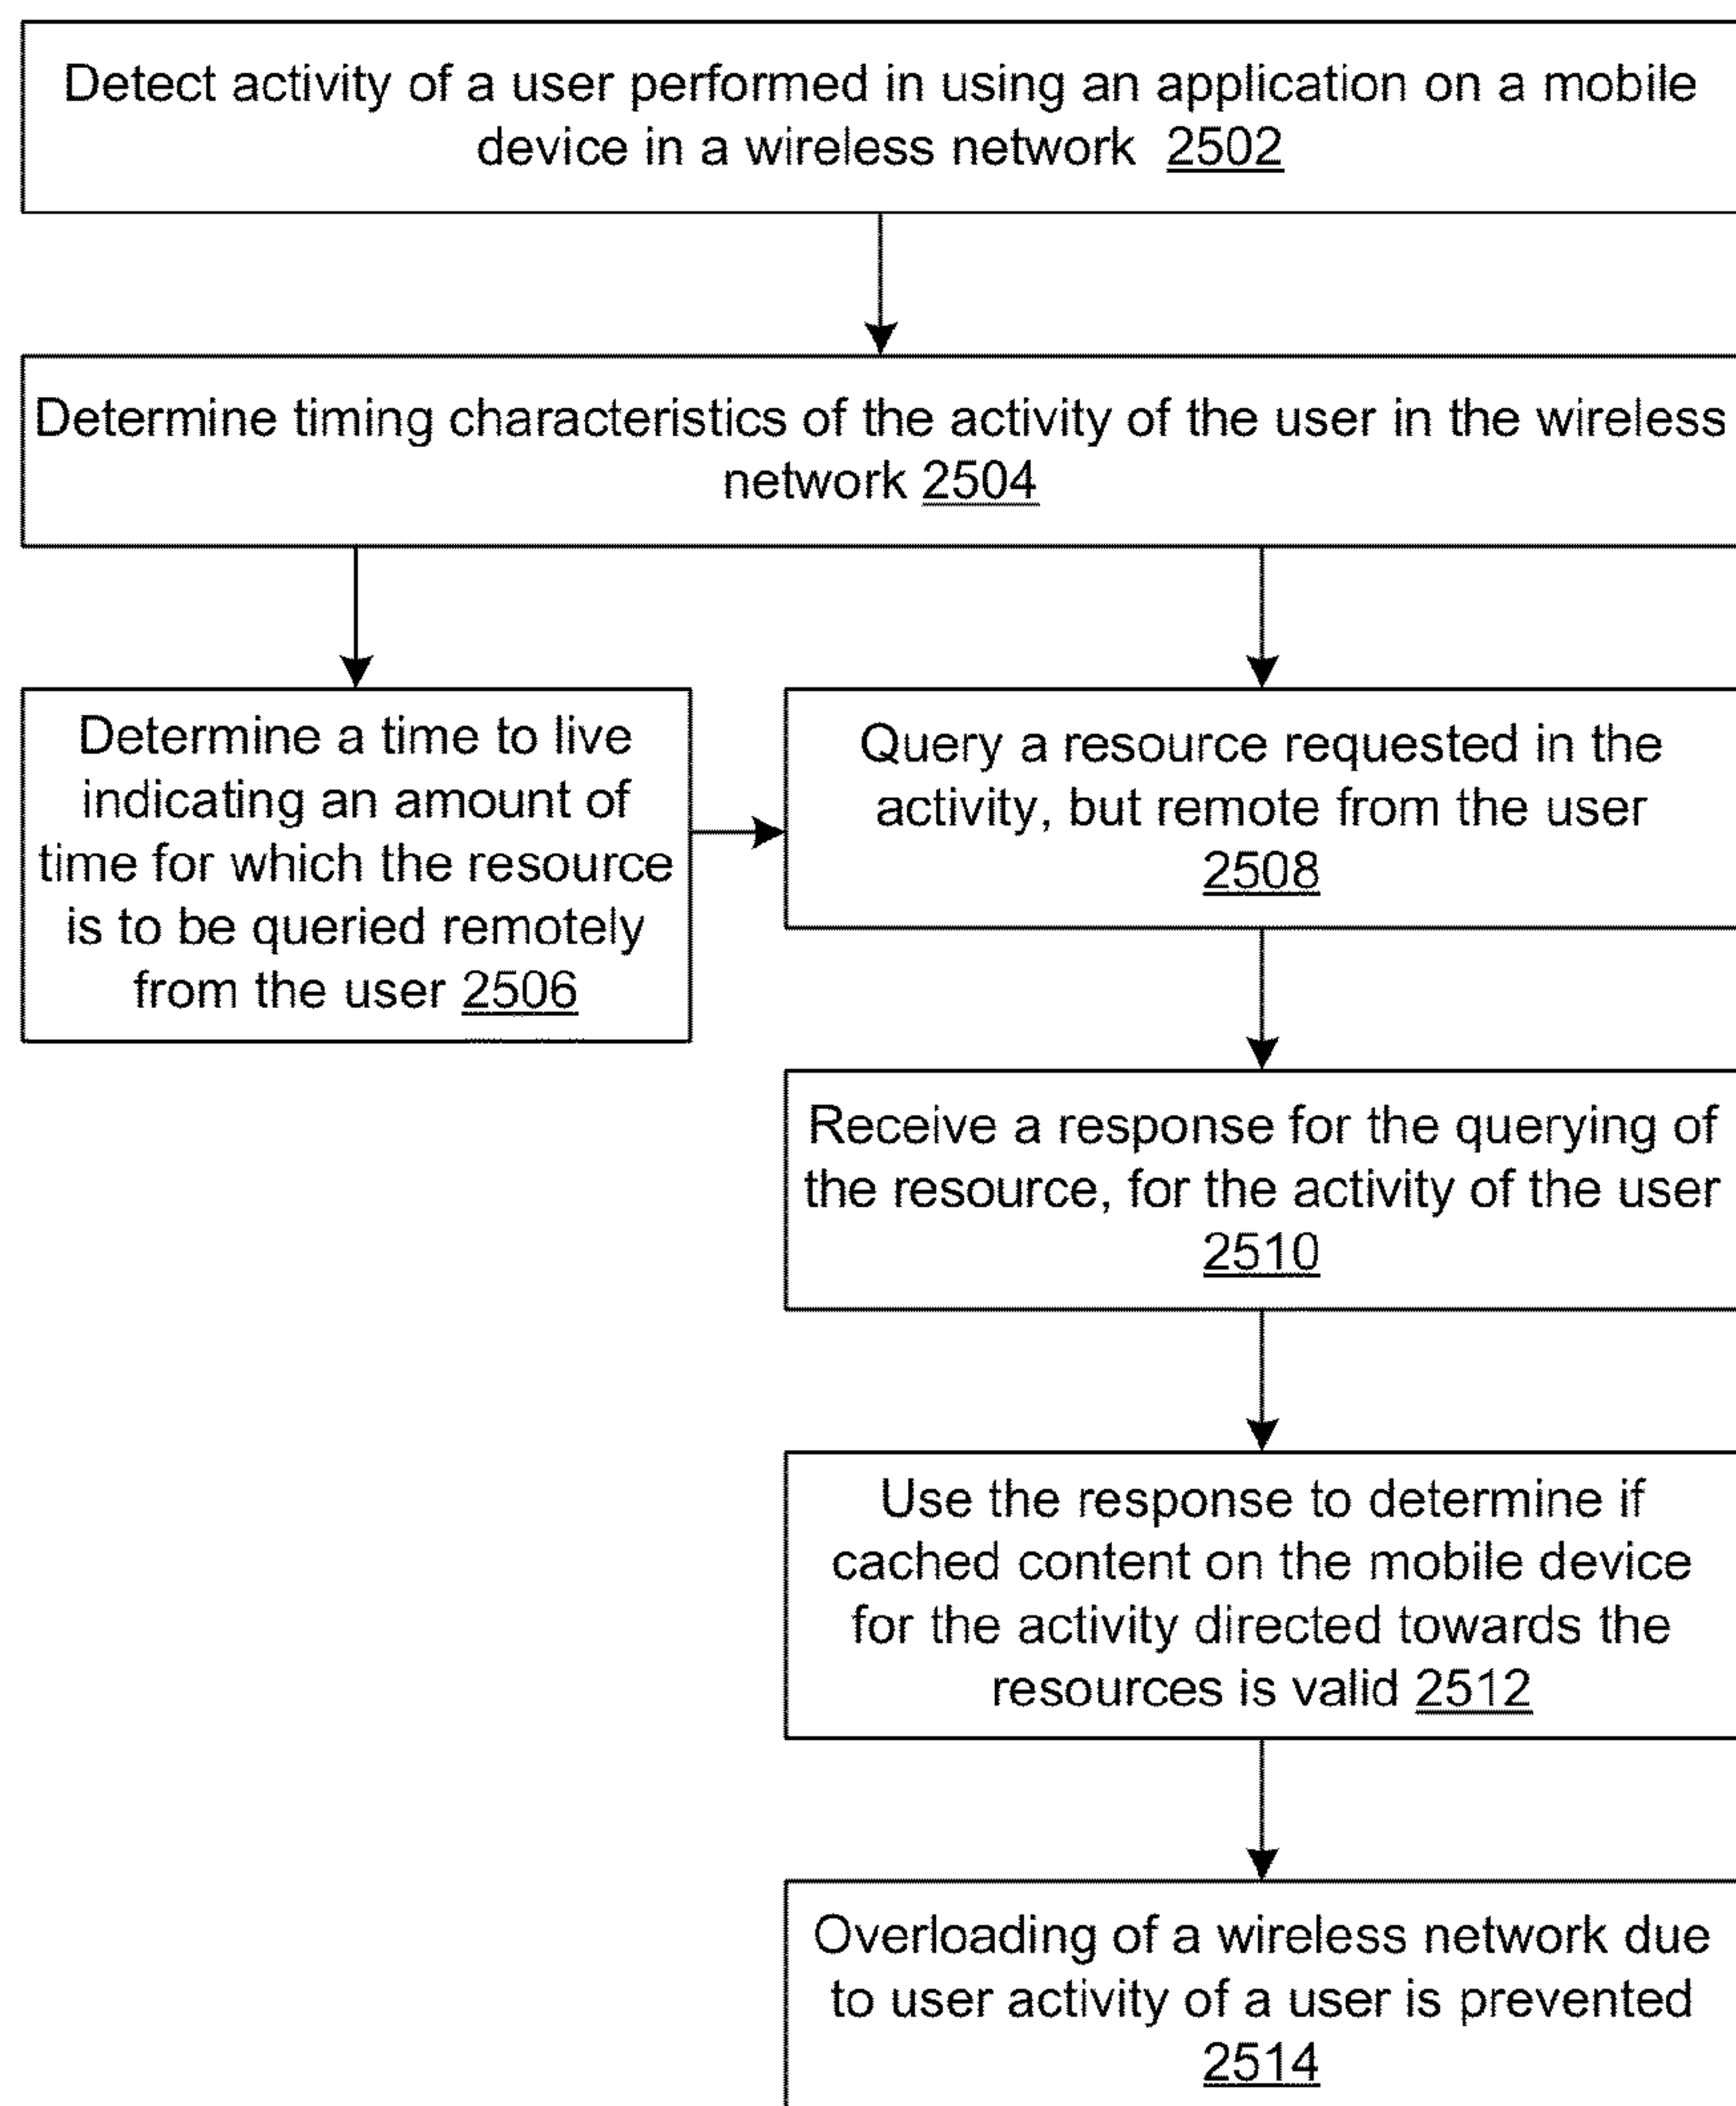 Detect activity of a user performed in using an application on a mobile
device in a wireless network 2502
Determine timing characteristics of the activity of the user in the wireless
network 2504
Determine a time to live
indicating an amount of
time for which the resource
is to be queried remotely
from the user 2506
Query a resource requested in the
activity, but remote from the user
2508
Receive a response for the querying of
the resource, for the activity of the user
2510
Use the response to determine if
cached content on the mobile device
for the activity directed towards the
resources is valid 2512
Overloading of a wireless network due
to user activity of a user is prevented
2514